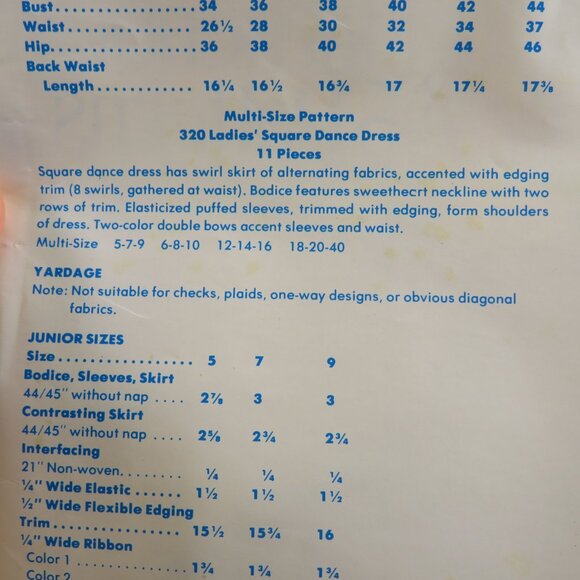 Bust................ 34 36 38 40 42 44
Waist.............. 26½ 28 30 32 34 37
Hip................. 36 38 40 42 44 46
Back Waist
Length............ 16¼ 16½ 16¾ 17 17¼ 17⅜
Multi-Size Pattern
320 Ladies' Square Dance Dress
11 Pieces
Square dance dress has swirl skirt of alternating fabrics, accented with edging
trim (8 swirls, gathered at waist). Bodice features sweetheart neckline with two
rows of trim. Elasticized puffed sleeves, trimmed with edging, form shoulders
of dress. Two-color double bows accent sleeves and waist.
Multi-Size 5-7-9 6-8-10 12-14-16 18-20-40
YARDAGE
Note: Not suitable for checks, plaids, one-way designs, or obvious diagonal
fabrics.
JUNIOR SIZES
Size.................. 5 7 9
Bodice, Sleeves, Skirt
44/45" without nap .... 2⅞ 3 3
Contrasting Skirt
44/45" without nap .... 2⅝ 2¾ 2¾
Interfacing
21" Non-woven........ ¼ ¼ ¼
¼" Wide Elastic ...... 1½ 1½ 1½
½" Wide Flexible Edging
Trim ................. 15½ 15¾ 16
¼" Wide Ribbon
Color 1 .............. 1¾ 1¾ 1¾
Color 2